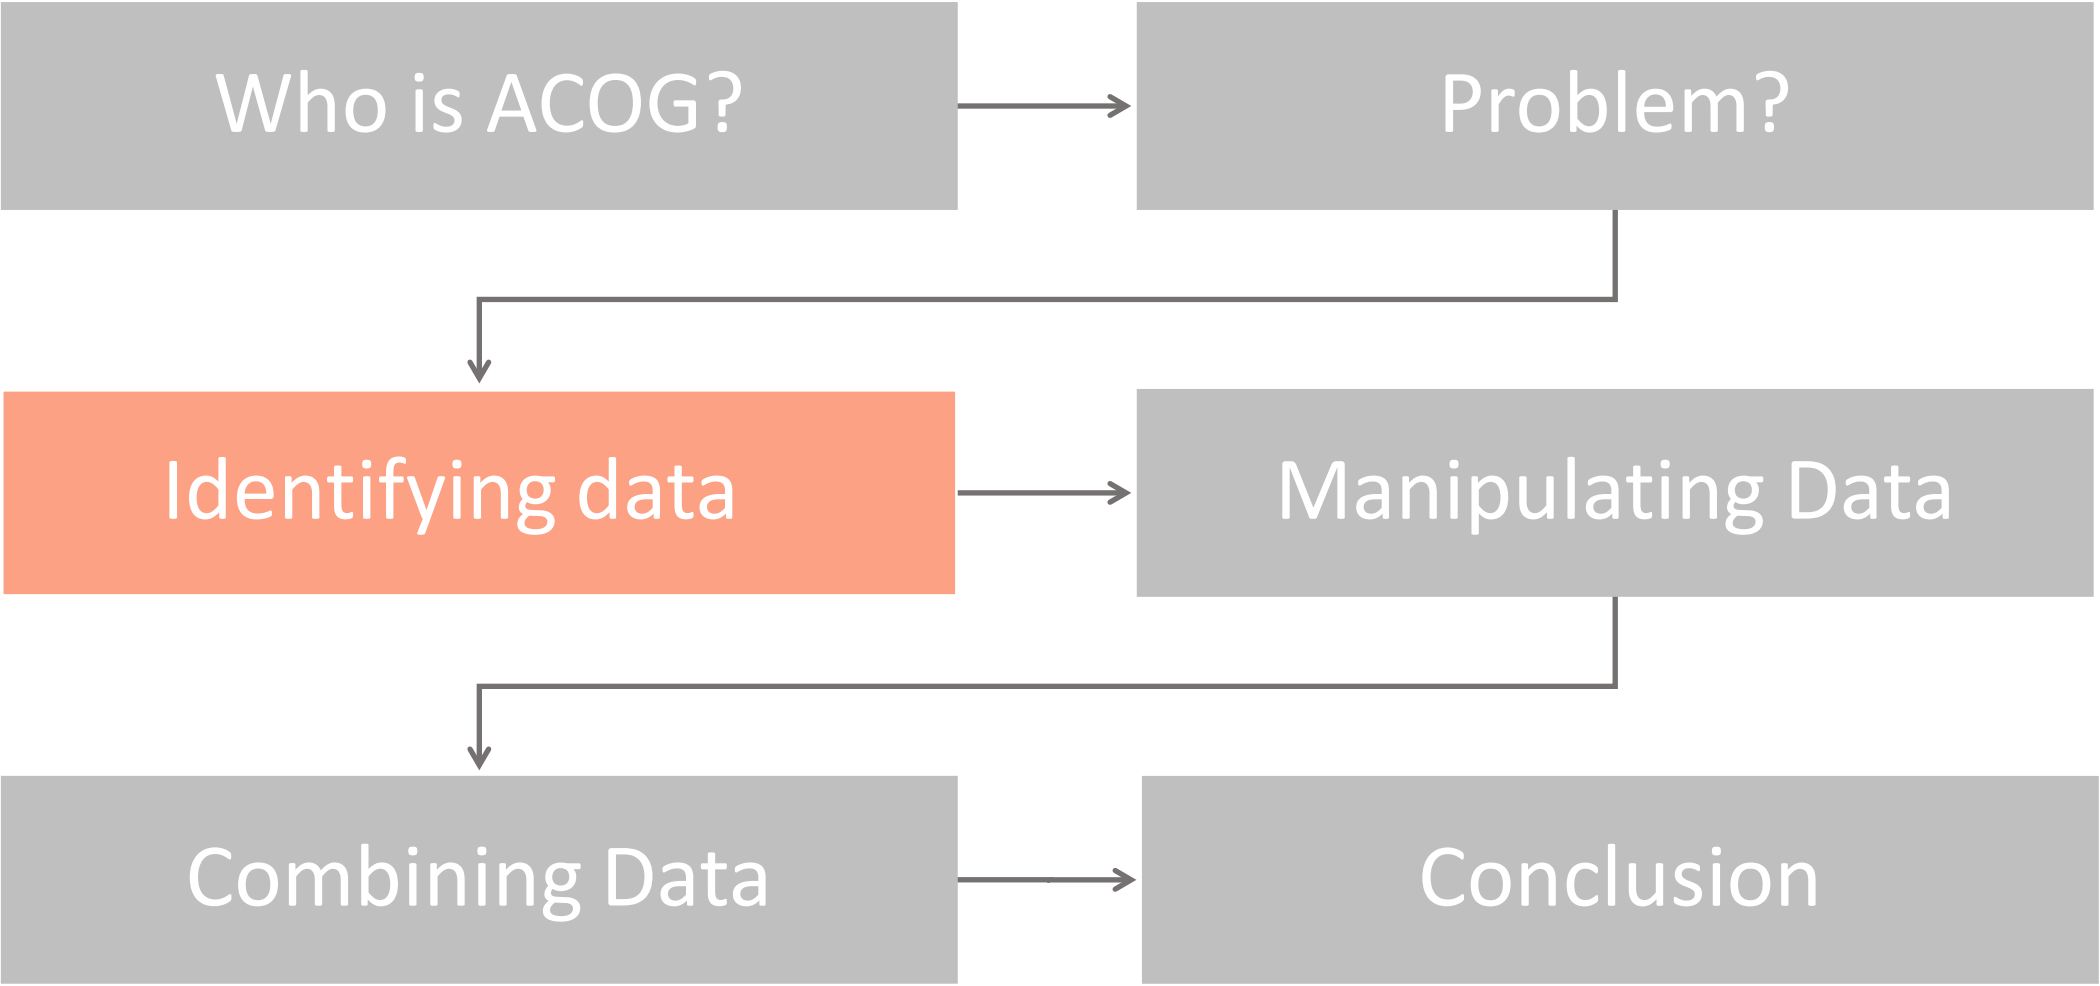 Who is ACOG?
Problem?
Identifying data
Manipulating Data
Combining Data
Conclusion